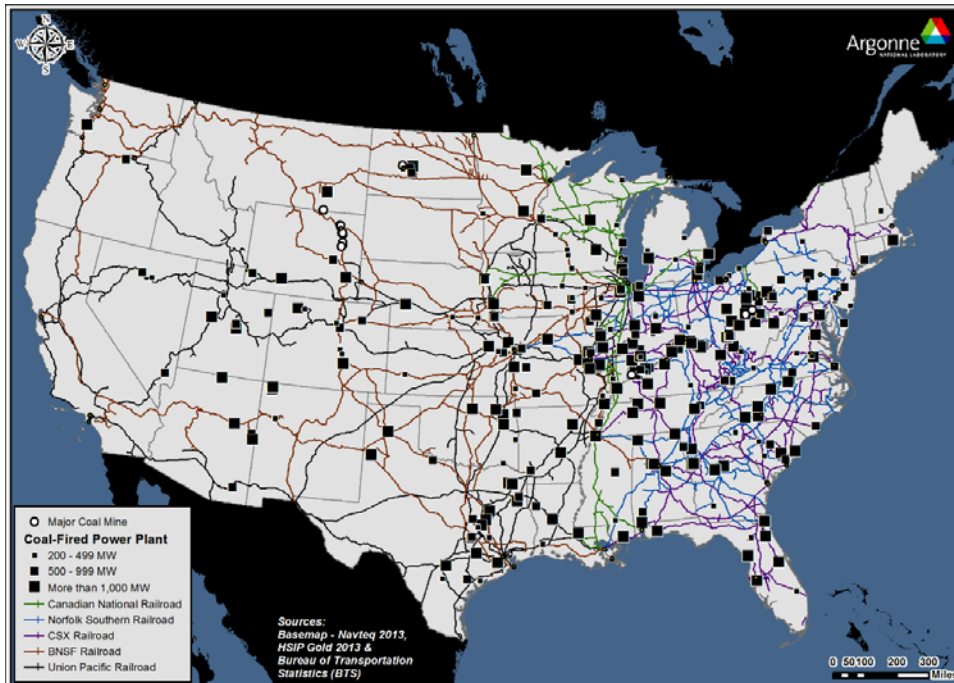 N
W
E
S
Argonne
NATIONAL LABORATORY
Major Coal Mine
Coal-Fired Power Plant
200 - 499 MW
500 - 999 MW
More than 1,000 MW
Canadian National Railroad
Norfolk Southern Railroad
CSX Railroad
BNSF Railroad
Union Pacific Railroad
Sources:
Basemap - Navteq 2013,
HSIP Gold 2013 &
Bureau of Transportation
Statistics (BTS)
0 50 100 200 300
Miles